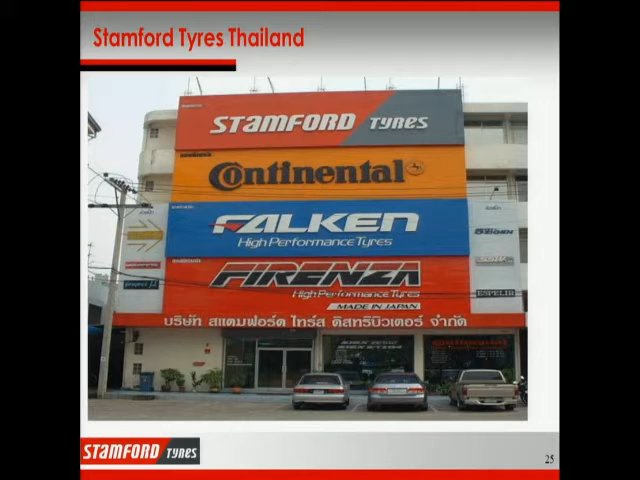 Stamford Tyres Thailand
STAMFORD TYRES
Continental
FALKEN
High Performance Tyres
FIRENZA
High Performance Tyres
MADE IN JAPAN
ESPELIR
บริษัท สแตมฟอร์ด ไทร์ส ดิสทริบิวเตอร์ จำกัด
STAMFORD TYRES
25